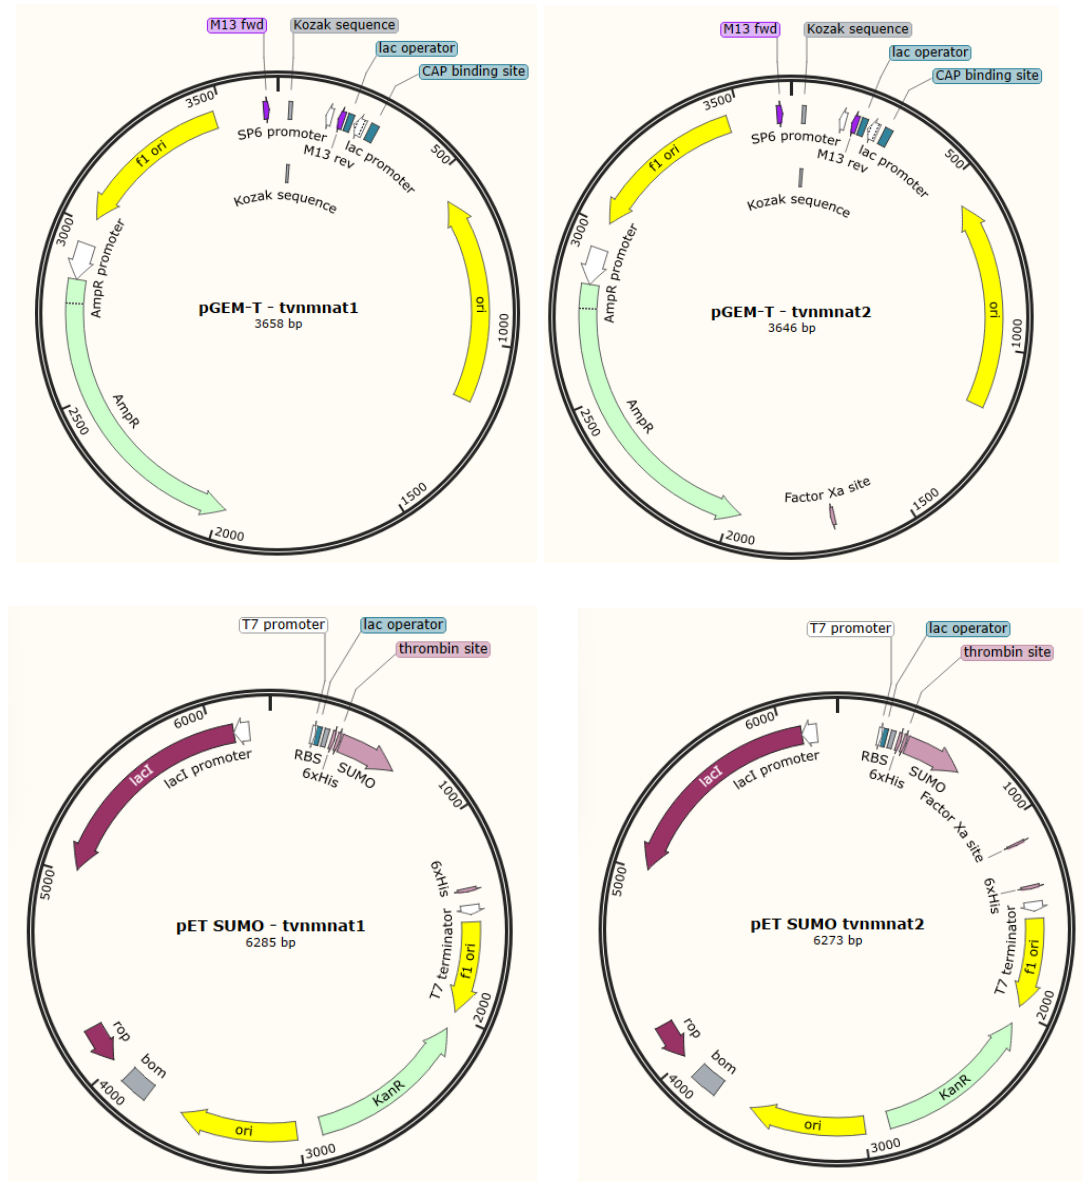 M13 fwd
Kozak sequence
lac operator
CAP binding site
3500
SP6 promoter
M13 rev
lac promoter
500
f1 ori
Kozak sequence
3000
AmpR promoter
pGEM-T - tvnmnat1
3658 bp
ori
1000
AmpR
2500
1500
2000
M13 fwd
Kozak sequence
lac operator
CAP binding site
3500
SP6 promoter
M13 rev
lac promoter
500
f1 ori
Kozak sequence
3000
AmpR promoter
pGEM-T - tvnmnat2
3646 bp
ori
1000
AmpR
2500
Factor Xa site
1500
2000
T7 promoter
lac operator
thrombin site
6000
lacI
lacI promoter
RBS
6xHis
SUMO
1000
5000
6xHis
pET SUMO - tvnmnat1
6285 bp
T7 terminator
f1 ori
2000
rop
bom
4000
KanR
ori
3000
T7 promoter
lac operator
thrombin site
6000
lacI
lacI promoter
RBS
6xHis
SUMO
1000
Factor Xa site
5000
6xHis
pET SUMO tvnmnat2
6273 bp
T7 terminator
f1 ori
2000
rop
bom
4000
KanR
ori
3000